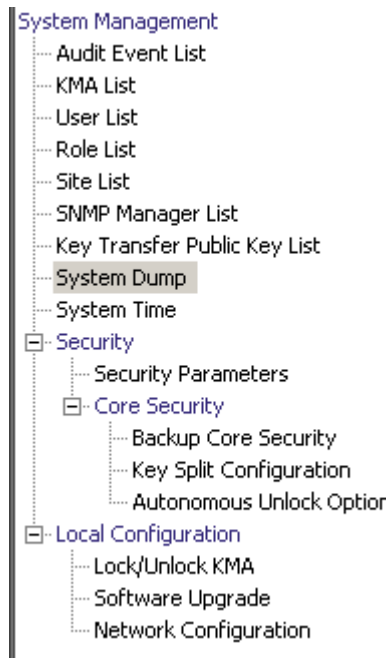 System Management
Audit Event List
KMA List
User List
Role List
Site List
SNMP Manager List
Key Transfer Public Key List
System Dump
System Time
Security
Security Parameters
Core Security
Backup Core Security
Key Split Configuration
Autonomous Unlock Option
Local Configuration
Lock/Unlock KMA
Software Upgrade
Network Configuration